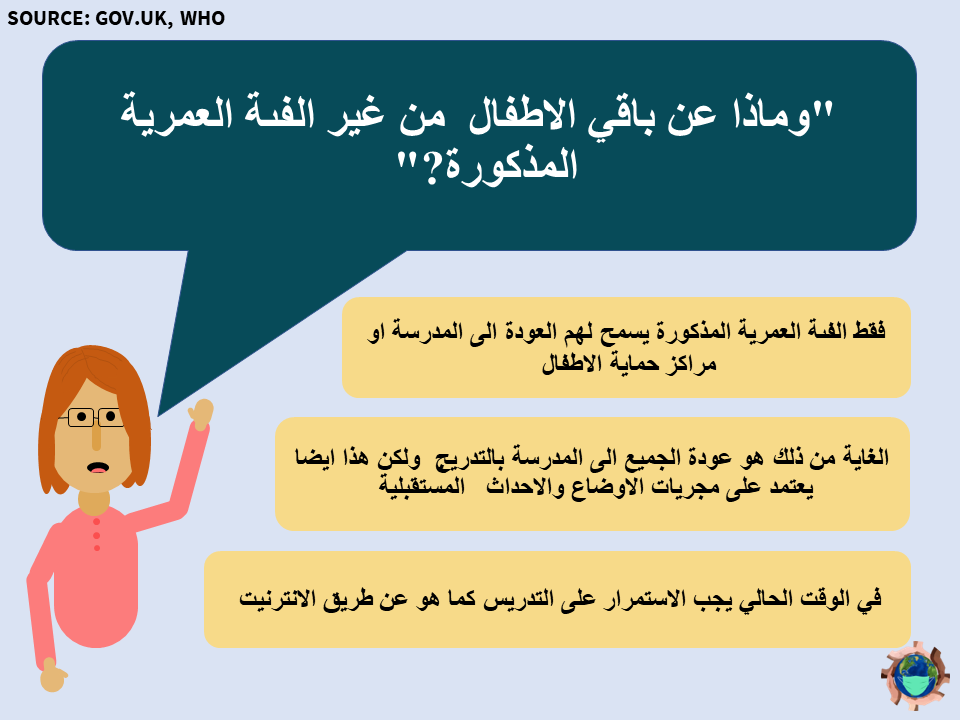 SOURCE: GOV.UK, WHO
"وماذا عن باقي الاطفال من غير الفىة العمرية
المذكورة?"
فقط الفىة العمرية المذكورة يسمح لهم العودة الى المدرسة او
مراكز حماية الاطفال
الغاية من ذلك هو عودة الجميع الى المدرسة بالتدريج ولكن هذا ايضا
يعتمد على مجريات الاوضاع والاحداث المستقبلية
في الوقت الحالي يجب الاستمرار على التدريس كما هو عن طريق الانترنيت